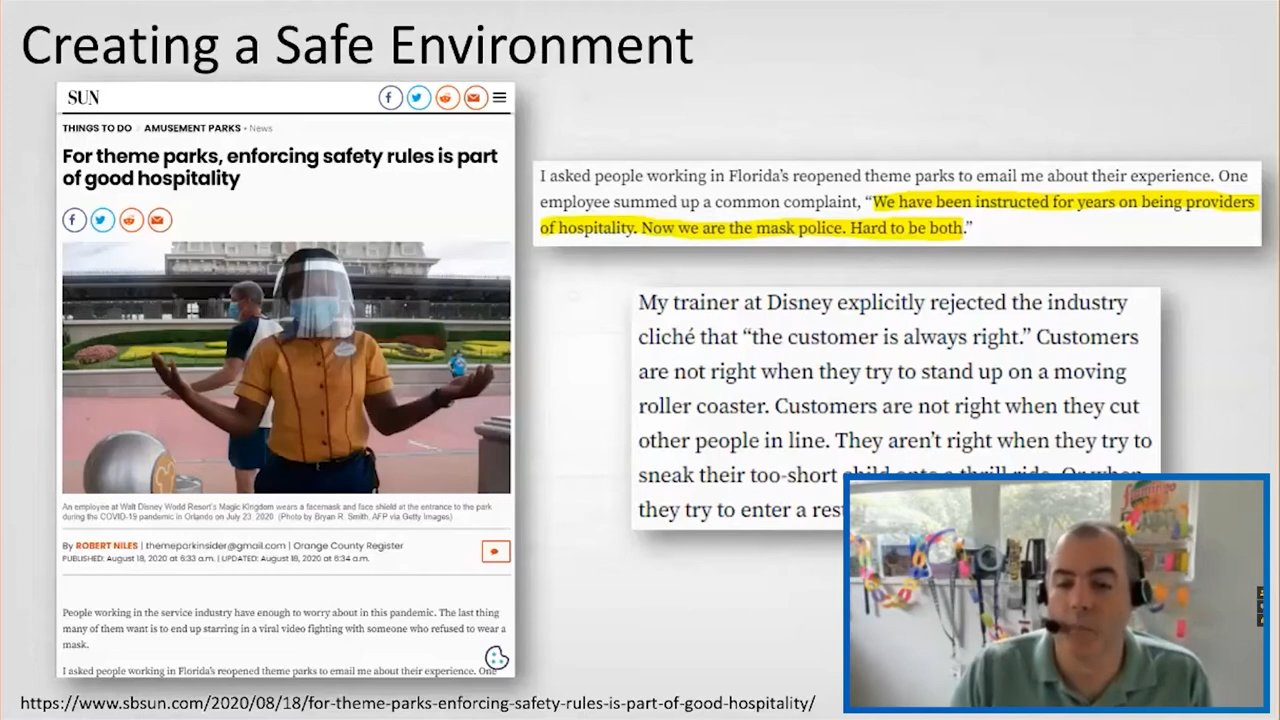 Creating a Safe Environment
SUN
THINGS TO DO AMUSEMENT PARKS • News
For theme parks, enforcing safety rules is part
of good hospitality
An employee at Walt Disney World Resort's Magic Kingdom wears a facemask and face shield at the entrance to the park
during the COVID-19 pandemic in Orlando on July 23, 2020. (Photo by Bryan R. Smith, AFP via Getty Images)
By ROBERT NILES | themeparkinsider@gmail.com | Orange County Register
PUBLISHED: August 18, 2020 at 6:33 a.m. | UPDATED: August 18, 2020 at 6:34 a.m.
People working in the service industry have enough to worry about in this pandemic. The last thing
many of them want is to end up starring in a viral video fighting with someone who refused to wear a
mask.
I asked people working in Florida's reopened theme parks to email me about their experience. One
I asked people working in Florida's reopened theme parks to email me about their experience. One
employee summed up a common complaint, “We have been instructed for years on being providers
of hospitality. Now we are the mask police. Hard to be both.”
My trainer at Disney explicitly rejected the industry
cliché that “the customer is always right.” Customers
are not right when they try to stand up on a moving
roller coaster. Customers are not right when they cut
other people in line. They aren't right when they try to
sneak their too-short child onto a thrill ride. Or when
they try to enter a
https://www.sbsun.com/2020/08/18/for-theme-parks-enforcing-safety-rules-is-part-of-good-hospitality/